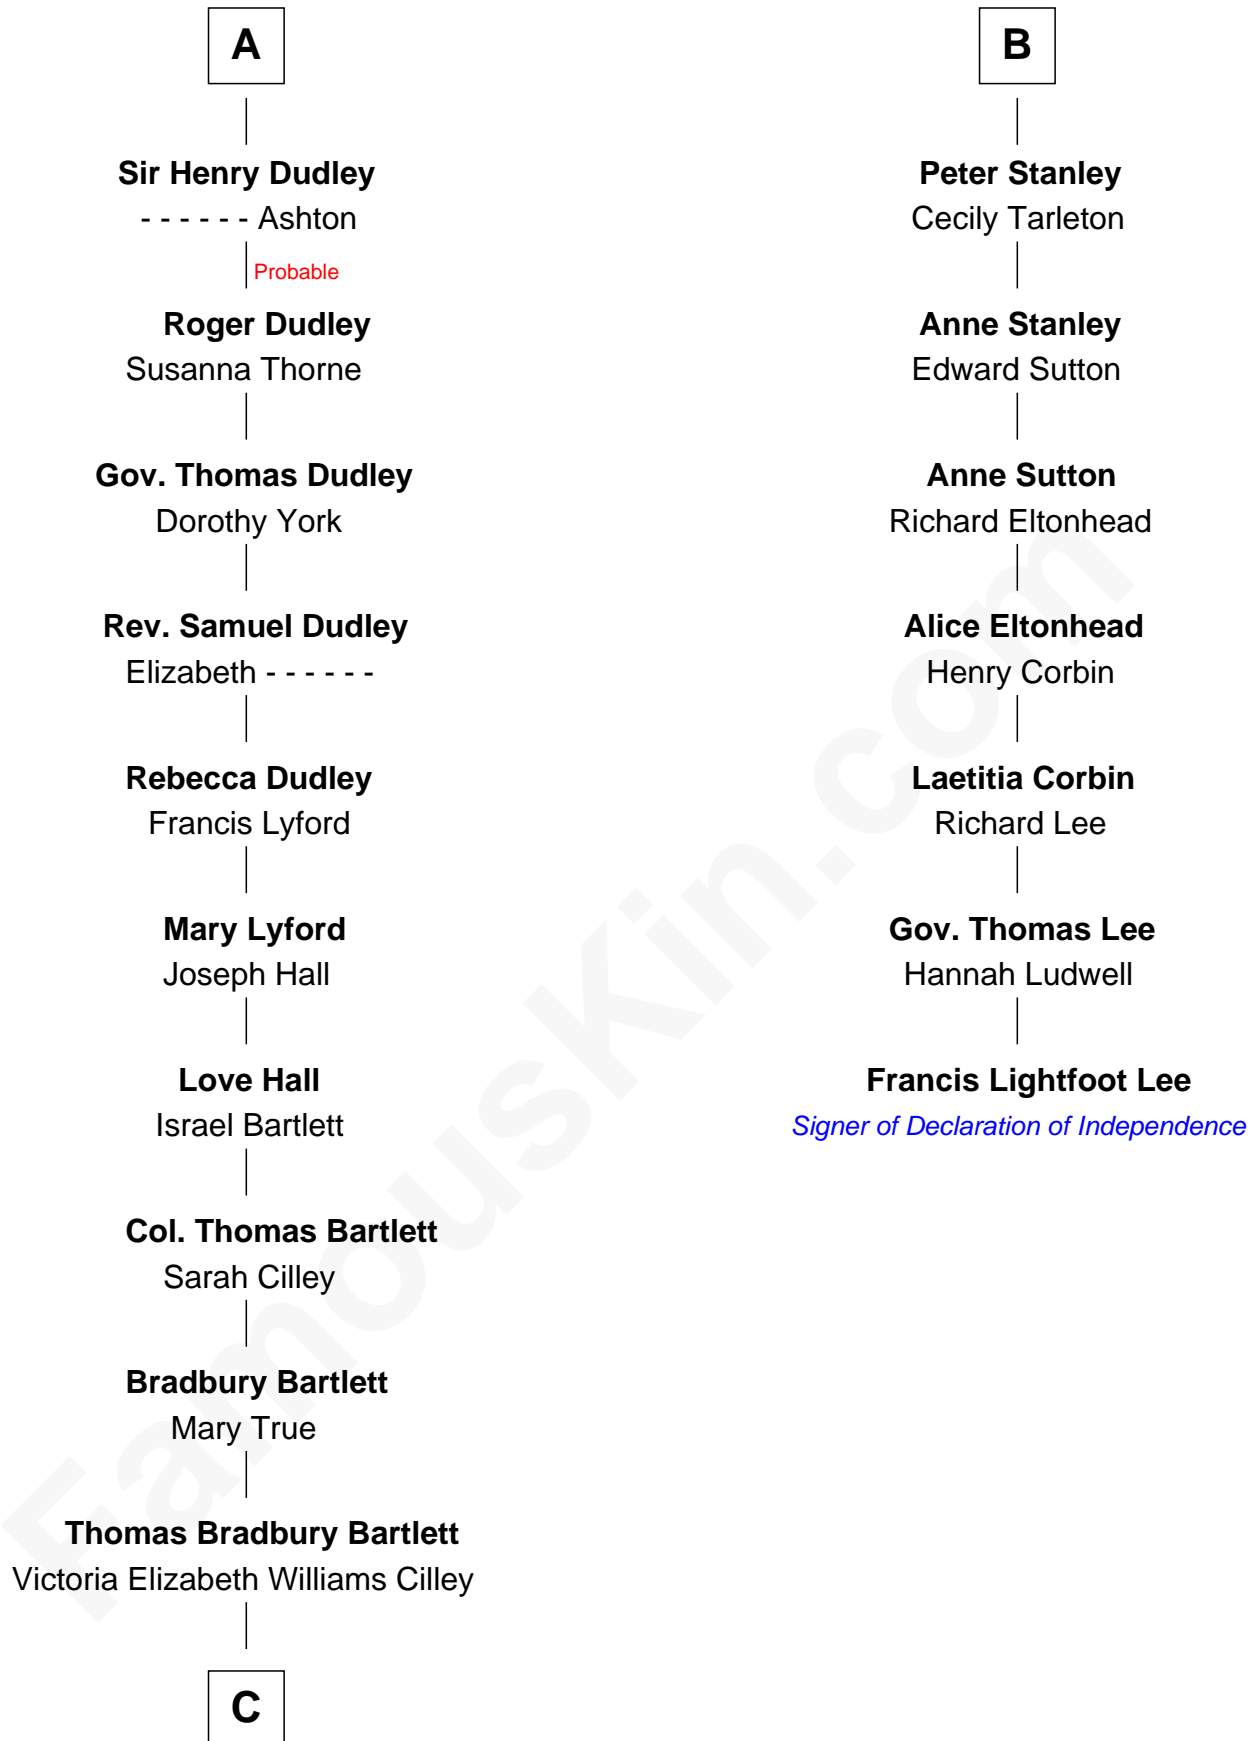 A
Sir Henry Dudley
- - - - - - Ashton
Probable
Roger Dudley
Susanna Thorne
Gov. Thomas Dudley
Dorothy York
Rev. Samuel Dudley
Elizabeth - - - - - -
Rebecca Dudley
Francis Lyford
Mary Lyford
Joseph Hall
Love Hall
Israel Bartlett
Col. Thomas Bartlett
Sarah Cilley
Bradbury Bartlett
Mary True
Thomas Bradbury Bartlett
Victoria Elizabeth Williams Cilley
C
B
Peter Stanley
Cecily Tarleton
Anne Stanley
Edward Sutton
Anne Sutton
Richard Eltonhead
Alice Eltonhead
Henry Corbin
Laetitia Corbin
Richard Lee
Gov. Thomas Lee
Hannah Ludwell
Francis Lightfoot Lee
Signer of Declaration of Independence
FamousKin.com